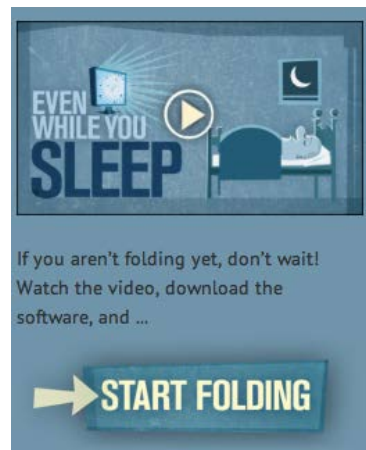 EVEN
WHILE YOU
SLEEP
If you aren't folding yet, don't wait!
Watch the video, download the
software, and ...
START FOLDING